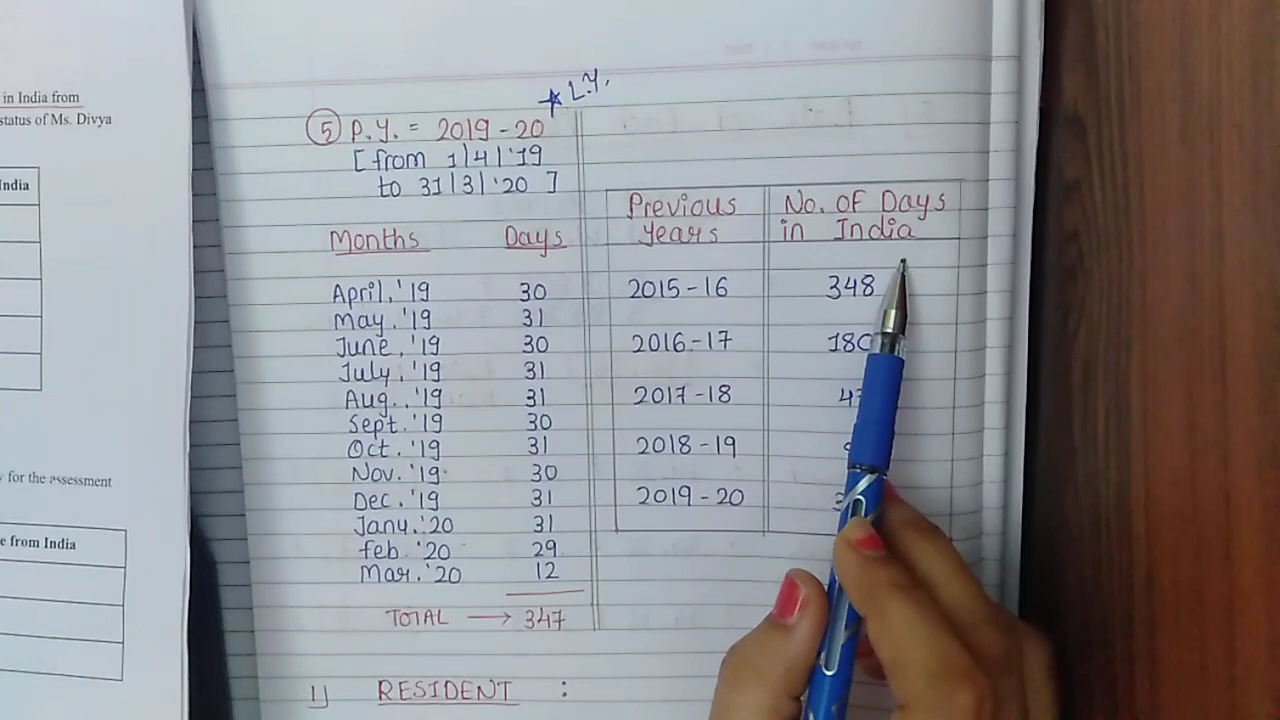 in India from
status of Ms. Divya
India
y for the assessment
e from India
* L.Y.
(5) P.Y. = 2019-20
[from 1/4/'19
to 31/3/'20]
Months Days
April.'19 30
May.'19 31
June.'19 30
July.'19 31
Aug..'19 31
Sept.'19 30
Oct.'19 31
Nov.'19 30
Dec.'19 31
Janu.'20 31
feb.'20 29
Mar.'20 12
TOTAL → 347
Previous Years No. of Days in India
2015-16 348
2016-17 180
2017-18
2018-19
2019-20
1) RESIDENT :